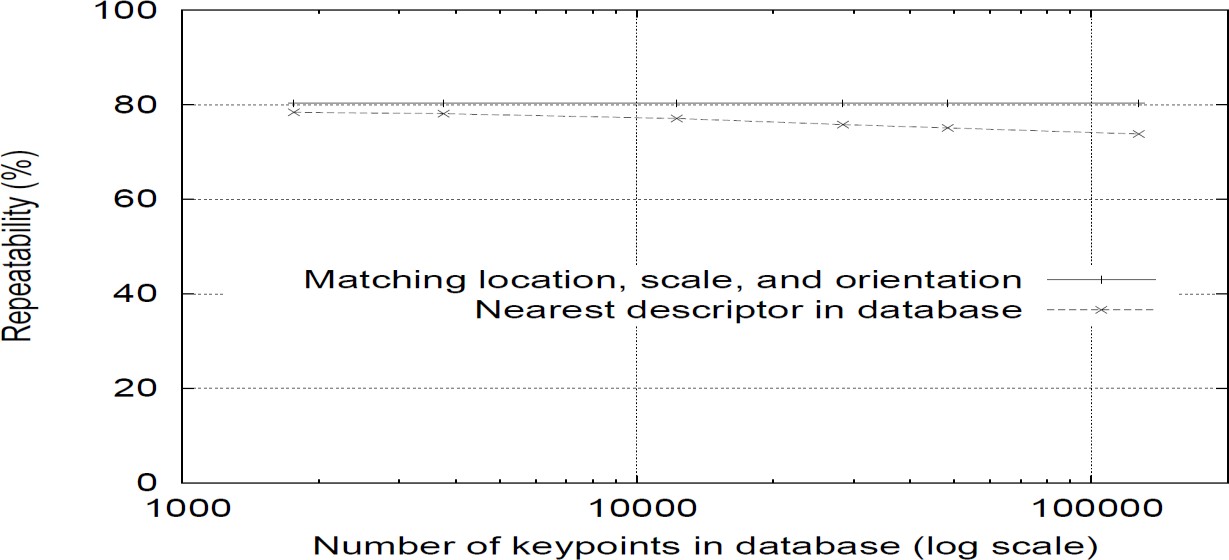 100
80
60
40
20
0
Repeatability (%)
Matching location, scale, and orientation
Nearest descriptor in database
1000 10000 100000
Number of keypoints in database (log scale)